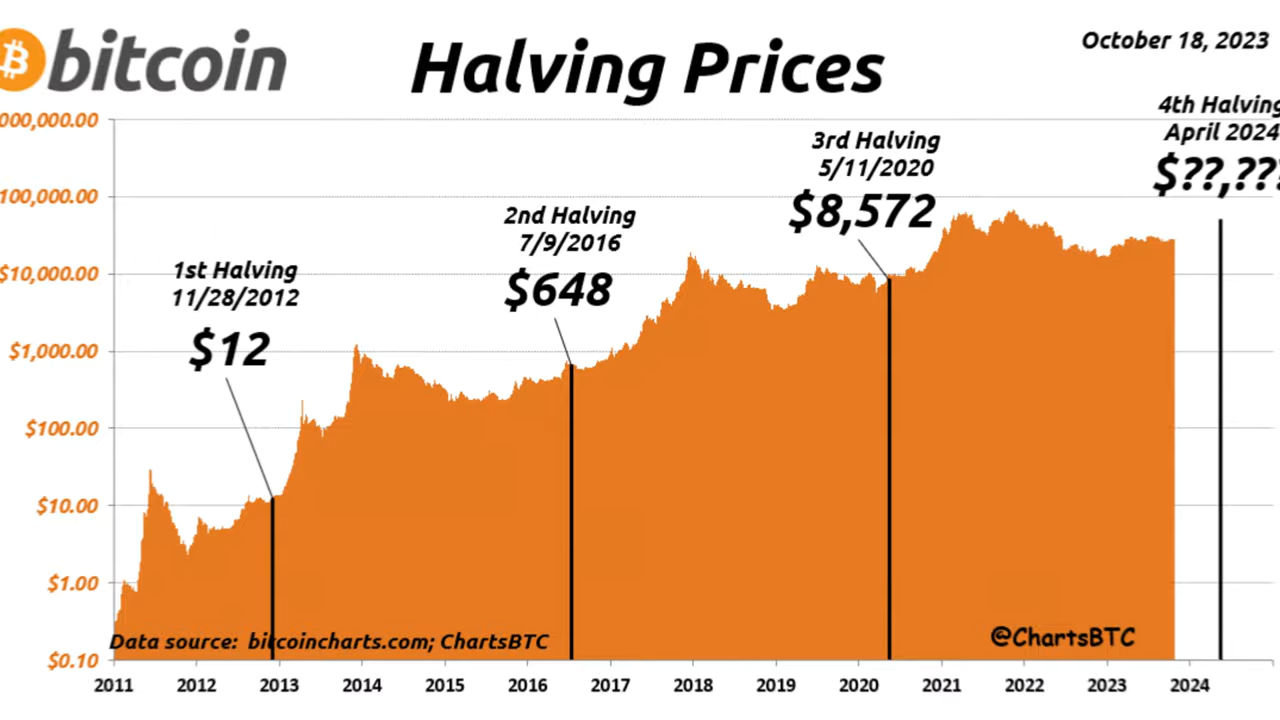 bitcoin
Halving Prices
October 18, 2023
4th Halving
April 2024
$??,???
3rd Halving
5/11/2020
$8,572
2nd Halving
7/9/2016
$648
1st Halving
11/28/2012
$12
000,000.00
100,000.00
$10,000.00
$1,000.00
$100.00
$10.00
$1.00
$0.10
Data source: bitcoincharts.com; ChartsBTC
@ChartsBTC
2011 2012 2013 2014 2015 2016 2017 2018 2019 2020 2021 2022 2023 2024